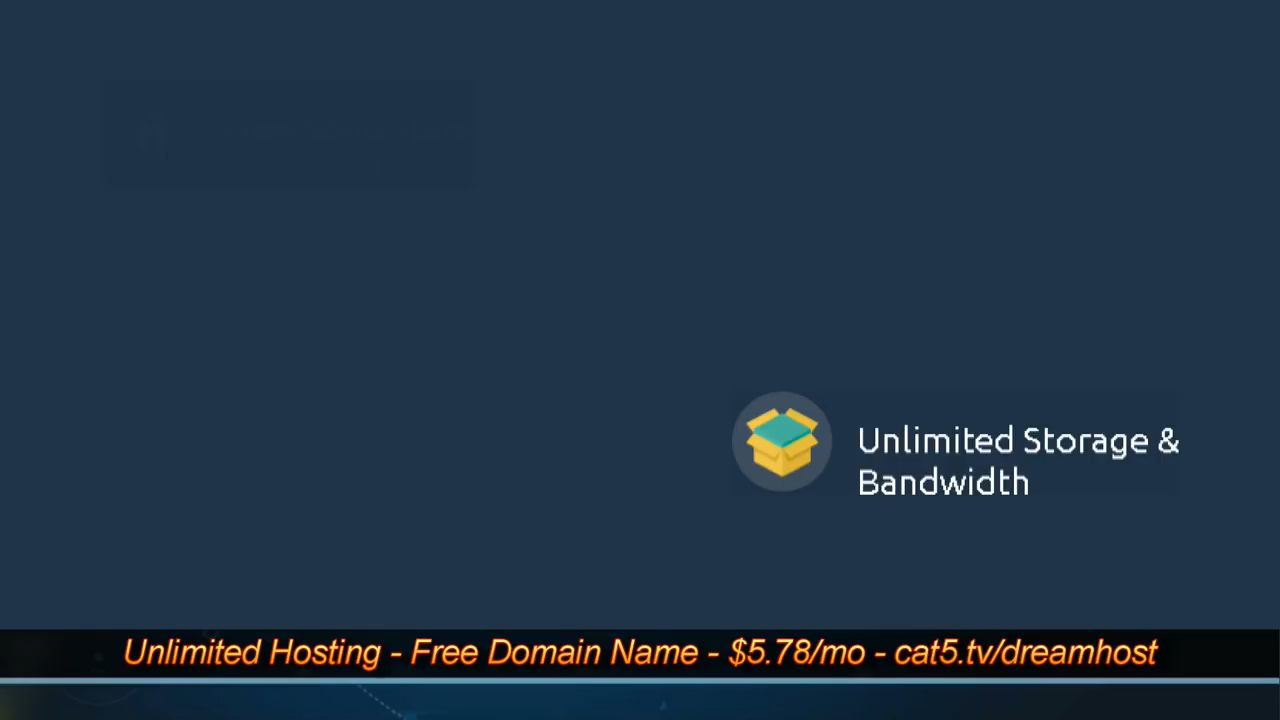 Unlimited Storage &
Bandwidth
Unlimited Hosting - Free Domain Name - $5.78/mo - cat5.tv/dreamhost